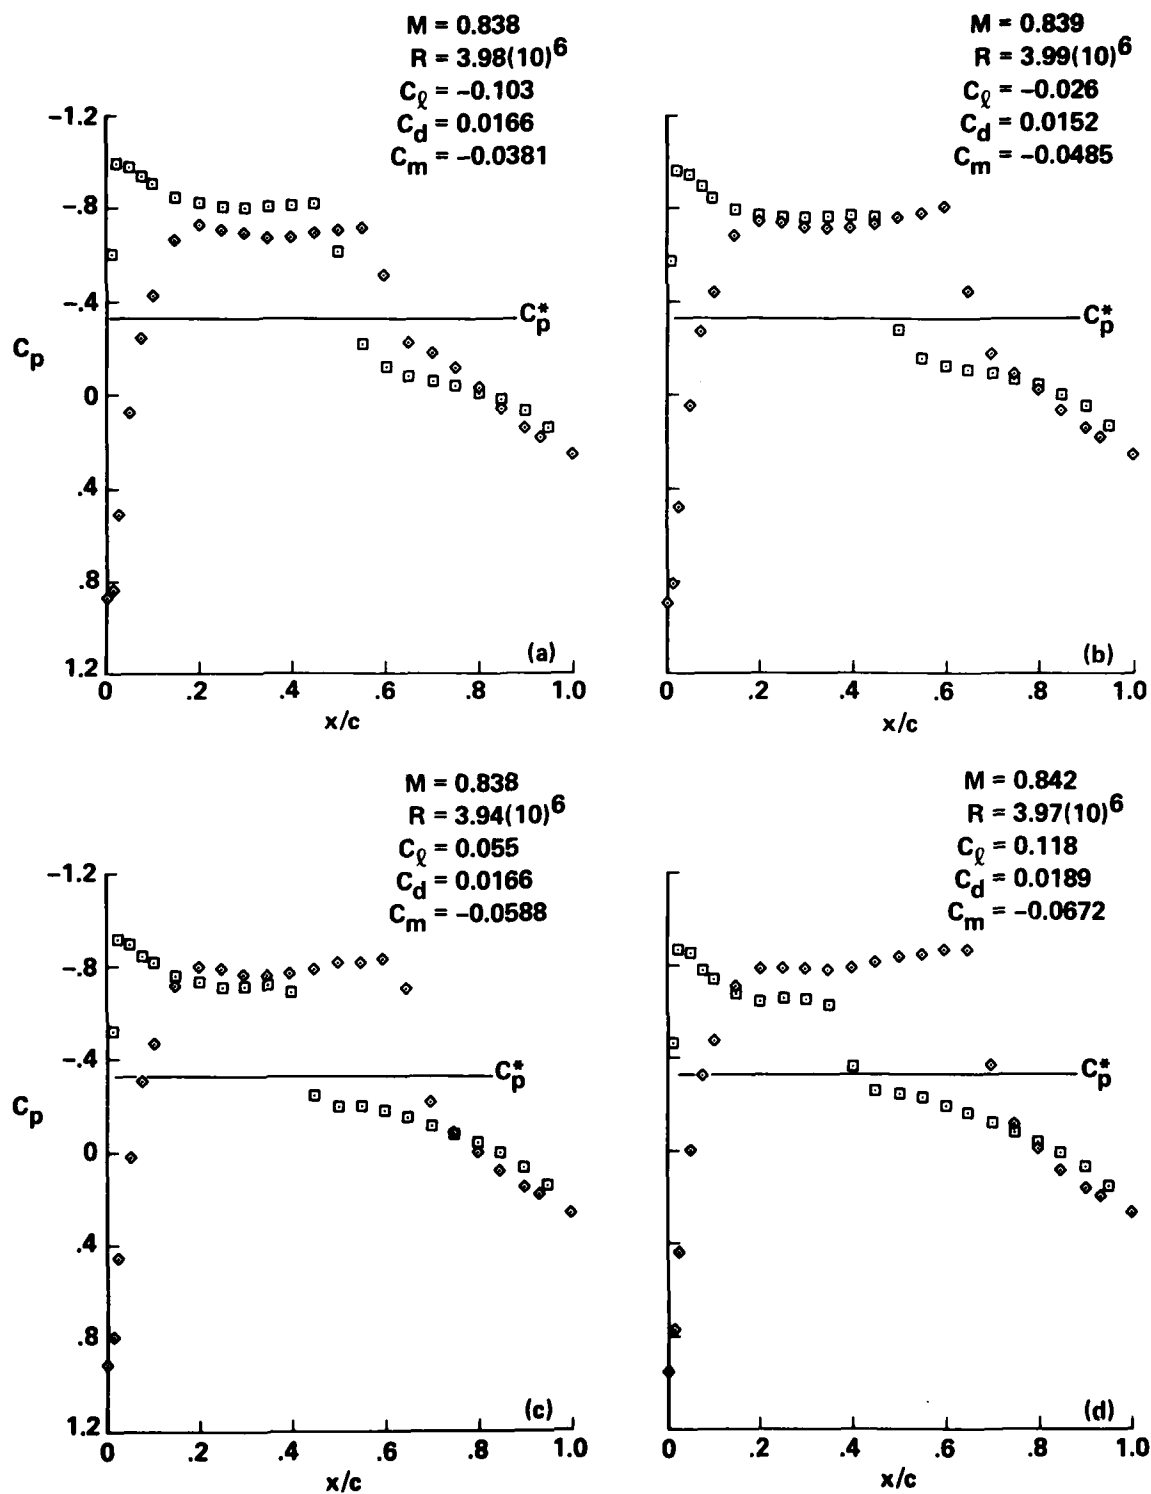 M = 0.838
R = 3.98(10)⁶
Cℓ = −0.103
Cd = 0.0166
Cm = −0.0381
−1.2
−.8
−.4
Cp*
Cp
0
.4
.8
1.2
(a)
0 .2 .4 .6 .8 1.0
x/c
M = 0.839
R = 3.99(10)⁶
Cℓ = −0.026
Cd = 0.0152
Cm = −0.0485
Cp*
(b)
0 .2 .4 .6 .8 1.0
x/c
M = 0.838
R = 3.94(10)⁶
Cℓ = 0.055
Cd = 0.0166
Cm = −0.0588
−1.2
−.8
−.4
Cp*
Cp
0
.4
.8
1.2
(c)
0 .2 .4 .6 .8 1.0
x/c
M = 0.842
R = 3.97(10)⁶
Cℓ = 0.118
Cd = 0.0189
Cm = −0.0672
Cp*
(d)
0 .2 .4 .6 .8 1.0
x/c